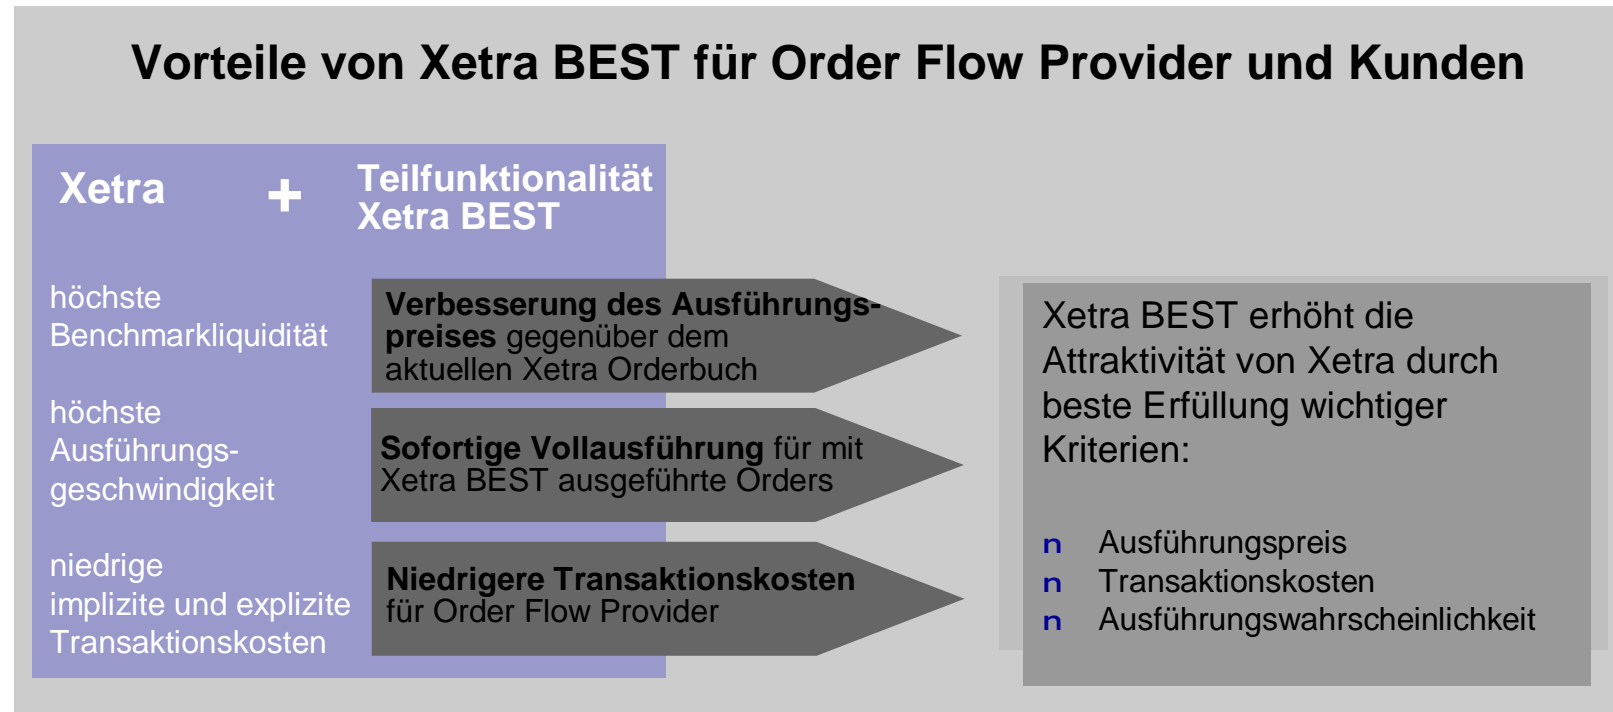 Vorteile von Xetra BEST für Order Flow Provider und Kunden
Xetra
+
Teilfunktionalität
Xetra BEST
höchste
Benchmarkliquidität
höchste
Ausführungs-
geschwindigkeit
niedrige
implizite und explizite
Transaktionskosten
Verbesserung des Ausführungs-
preises gegenüber dem
aktuellen Xetra Orderbuch
Sofortige Vollausführung für mit
Xetra BEST ausgeführte Orders
Niedrigere Transaktionskosten
für Order Flow Provider
Xetra BEST erhöht die
Attraktivität von Xetra durch
beste Erfüllung wichtiger
Kriterien:
n Ausführungspreis
n Transaktionskosten
n Ausführungswahrscheinlichkeit